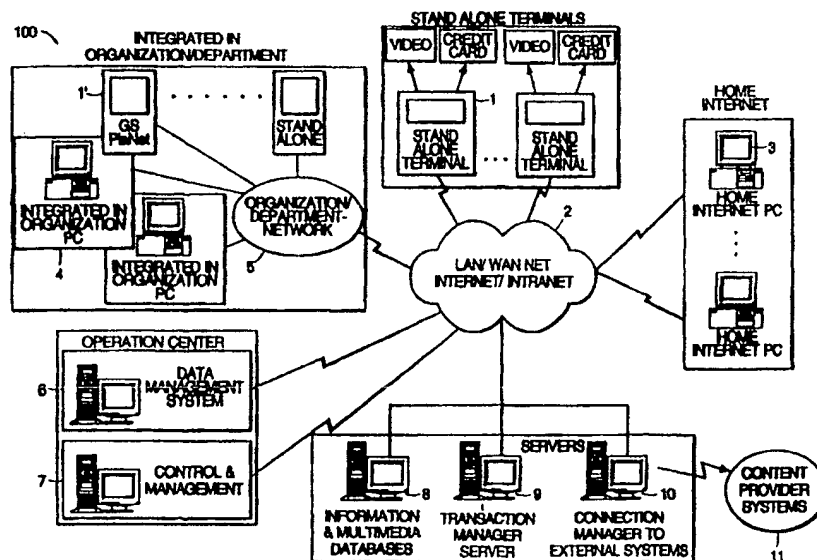 100
INTEGRATED IN
ORGANIZATION/DEPARTMENT
1'
GS
PlaNet
STAND
ALONE
INTEGRATED IN
ORGANIZATION
PC
4
INTEGRATED IN
ORGANIZATION
PC
ORGANIZATION/
DEPARTMENT-
NETWORK
5
STAND ALONE TERMINALS
VIDEO
CREDIT
CARD
VIDEO
CREDIT
CARD
1
STAND
ALONE
TERMINAL
STAND
ALONE
TERMINAL
HOME
INTERNET
3
HOME
INTERNET PC
HOME
INTERNET PC
2
LAN/ WAN NET
INTERNET/ INTRANET
OPERATION CENTER
6
DATA
MANAGEMENT
SYSTEM
7
CONTROL &
MANAGEMENT
SERVERS
8
INFORMATION
& MULTIMEDIA
DATABASES
9
TRANSACTION
MANAGER
SERVER
10
CONNECTION
MANAGER TO
EXTERNAL SYSTEMS
CONTENT
PROVIDER
SYSTEMS
11